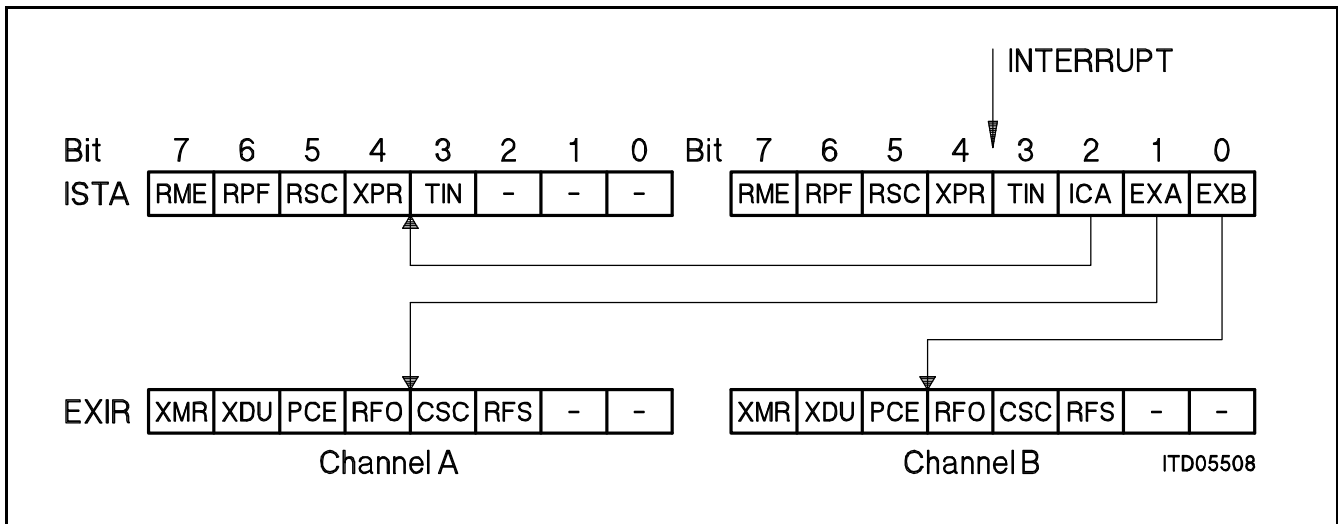 INTERRUPT
Bit 7 6 5 4 3 2 1 0 Bit 7 6 5 4 3 2 1 0
ISTA RME RPF RSC XPR TIN - - - RME RPF RSC XPR TIN ICA EXA EXB
EXIR XMR XDU PCE RFO CSC RFS - - XMR XDU PCE RFO CSC RFS - -
Channel A Channel B ITD05508